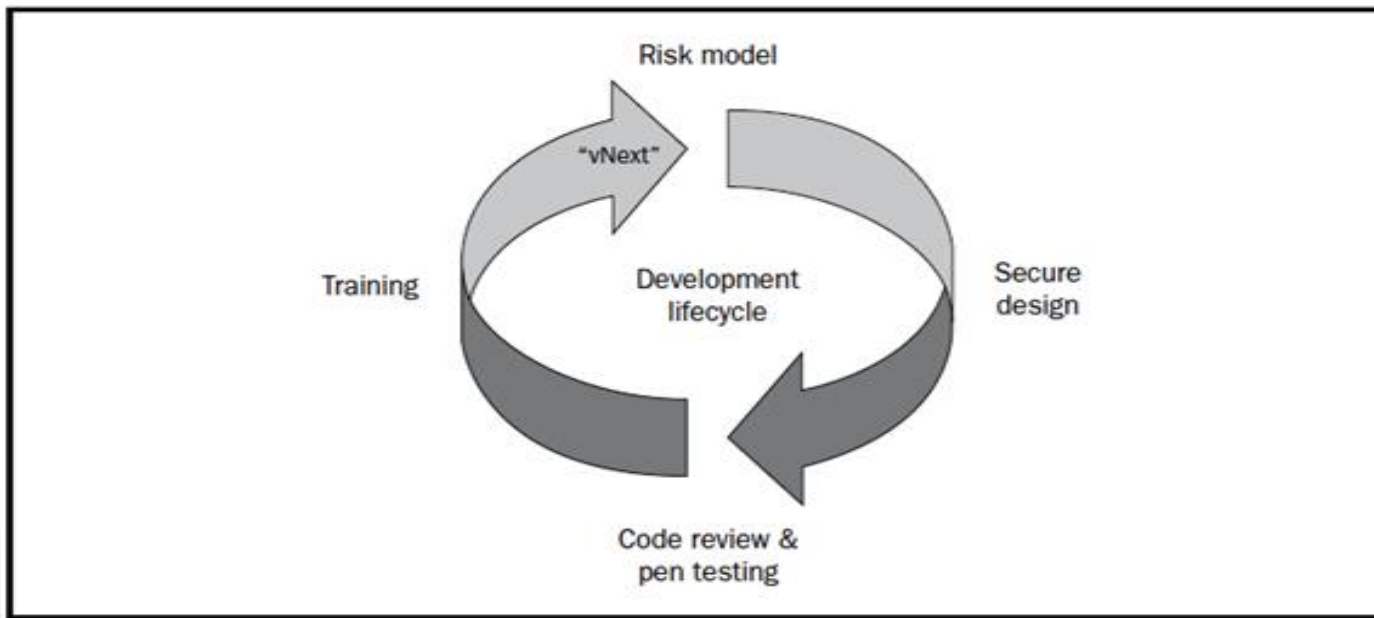 Risk model
“vNext”
Training
Development
lifecycle
Secure
design
Code review &
pen testing